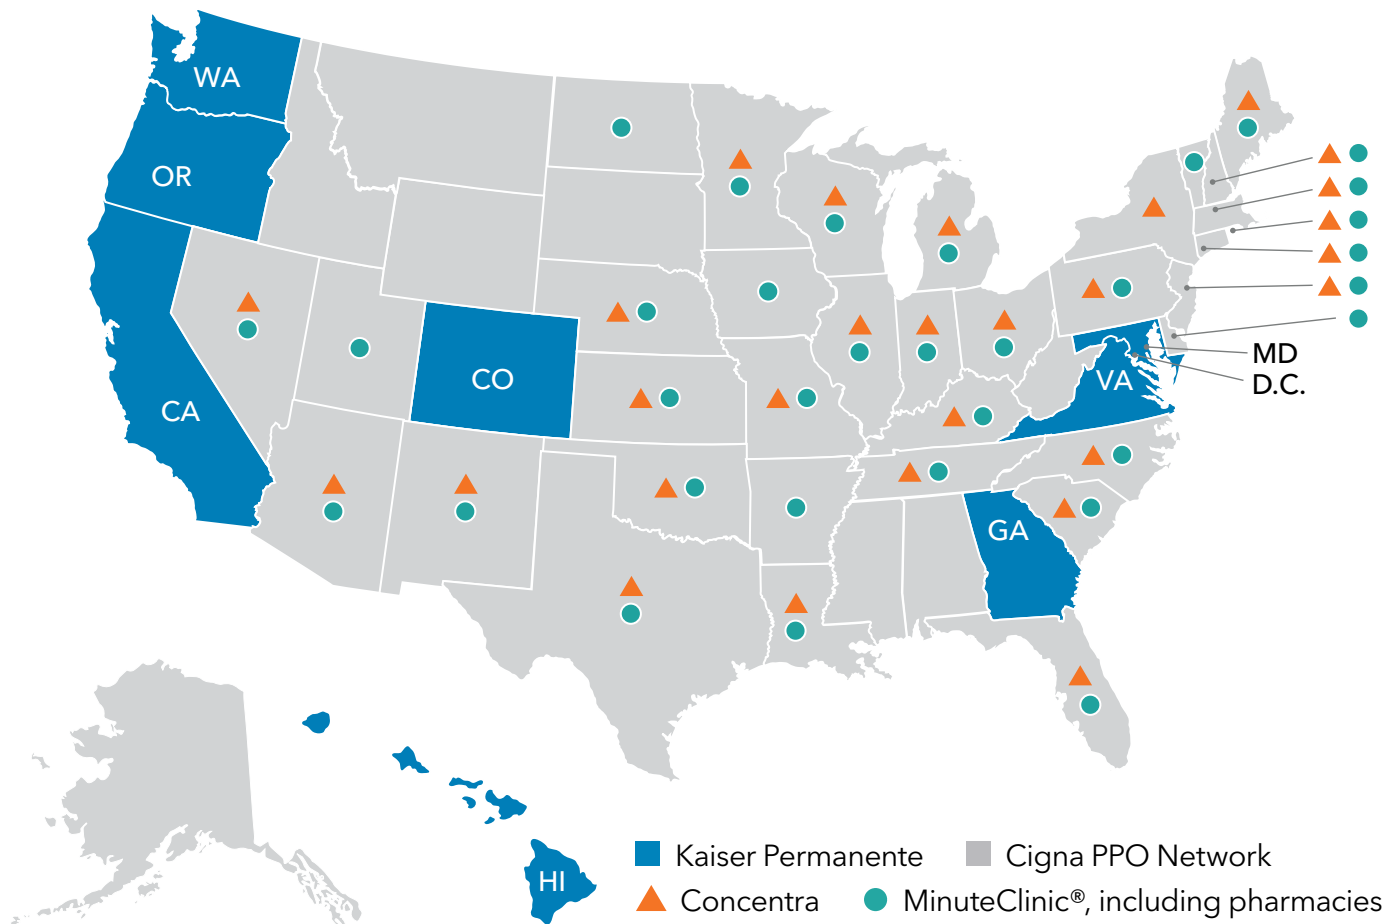 WA
OR
CA
CO
VA
MD
D.C.
GA
HI
Kaiser Permanente
Cigna PPO Network
Concentra
MinuteClinic®, including pharmacies